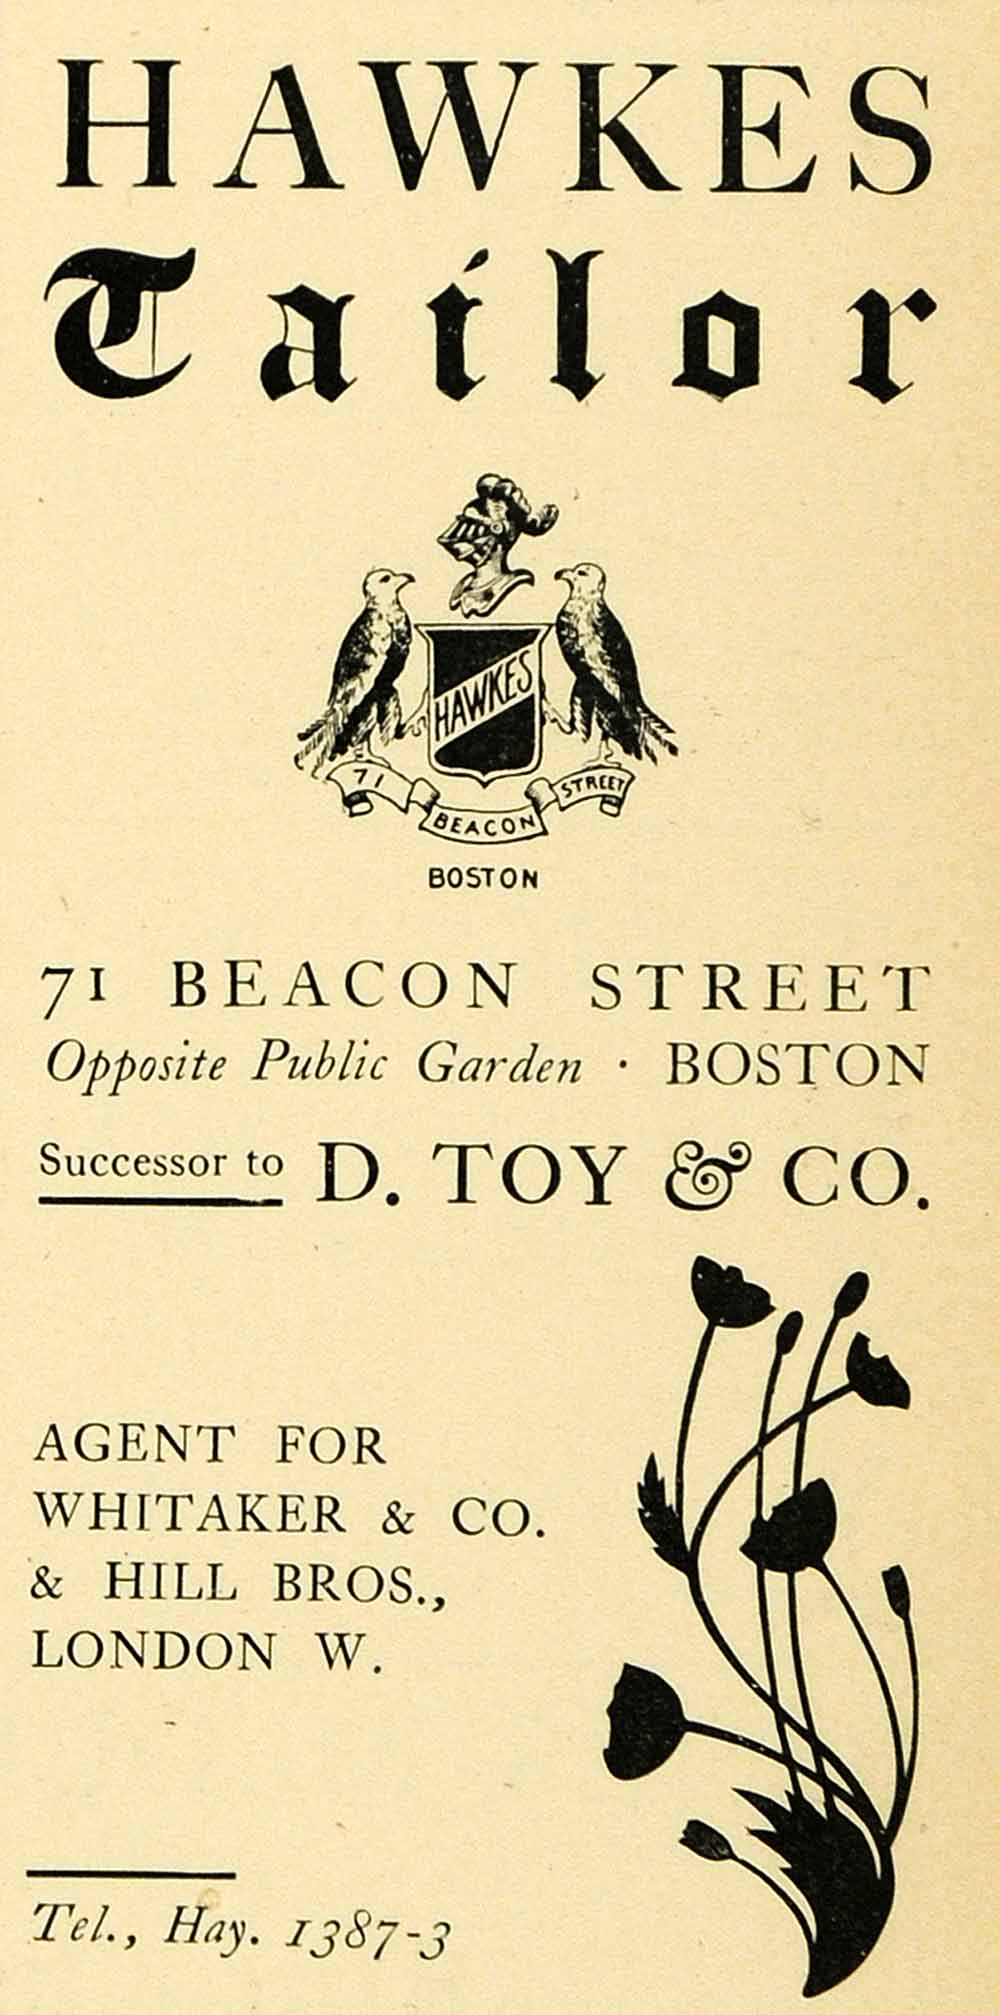 HAWKES
Tailor
HAWKES
71 BEACON STREET
BOSTON
71 BEACON STREET
Opposite Public Garden · BOSTON
Successor to D. TOY & CO.
AGENT FOR
WHITAKER & CO.
& HILL BROS.,
LONDON W.
Tel., Hay. 1387-3